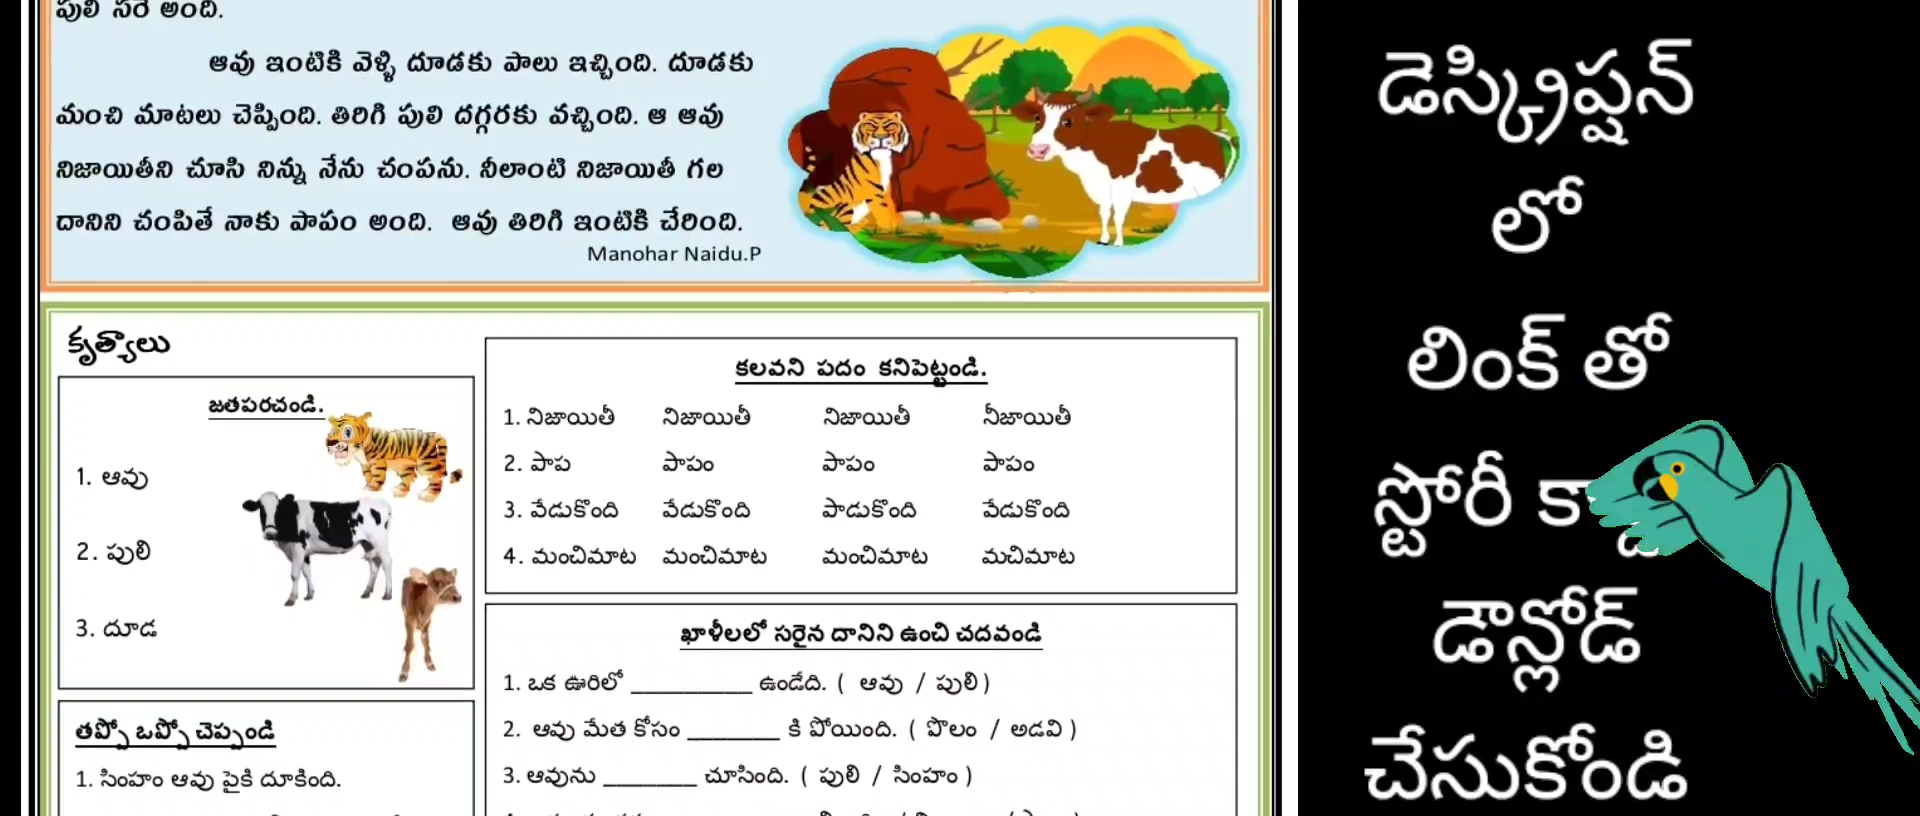 పులి సరే అంది.
ఆవు ఇంటికి వెళ్ళి దూడకు పాలు ఇచ్చింది. దూడకు
మంచి మాటలు చెప్పింది. తిరిగి పులి దగ్గరకు వచ్చింది. ఆ ఆవు
నిజాయితీని చూసి నిన్ను నేను చంపను. నీలాంటి నిజాయితీ గల
దానిని చంపితే నాకు పాపం అంది. ఆవు తిరిగి ఇంటికి చేరింది.
Manohar Naidu.P
కృత్యాలు
జతపరచండి.
1. ఆవు
2. పులి
3. దూడ
తప్పో ఒప్పో చెప్పండి
1. సింహం ఆవు పైకి దూకింది.
కలవని పదం కనిపెట్టండి.
1. నిజాయితీ నిజాయితీ నిజాయితీ నీజాయితీ
2. పాప పాపం పాపం పాపం
3. వేడుకొంది వేడుకొంది పాడుకొంది వేడుకొంది
4. మంచిమాట మంచిమాట మంచిమాట మచిమాట
ఖాళీలలో సరైన దానిని ఉంచి చదవండి
1. ఒక ఊరిలో __________ ఉండేది. ( ఆవు / పులి )
2. ఆవు మేత కోసం ________ కి పోయింది. ( పొలం / అడవి )
3. ఆవును ________ చూసింది. ( పులి / సింహం )
డెస్క్రిప్షన్
లో
లింక్ తో
స్టోరీ
డౌన్లోడ్
చేసుకోండి